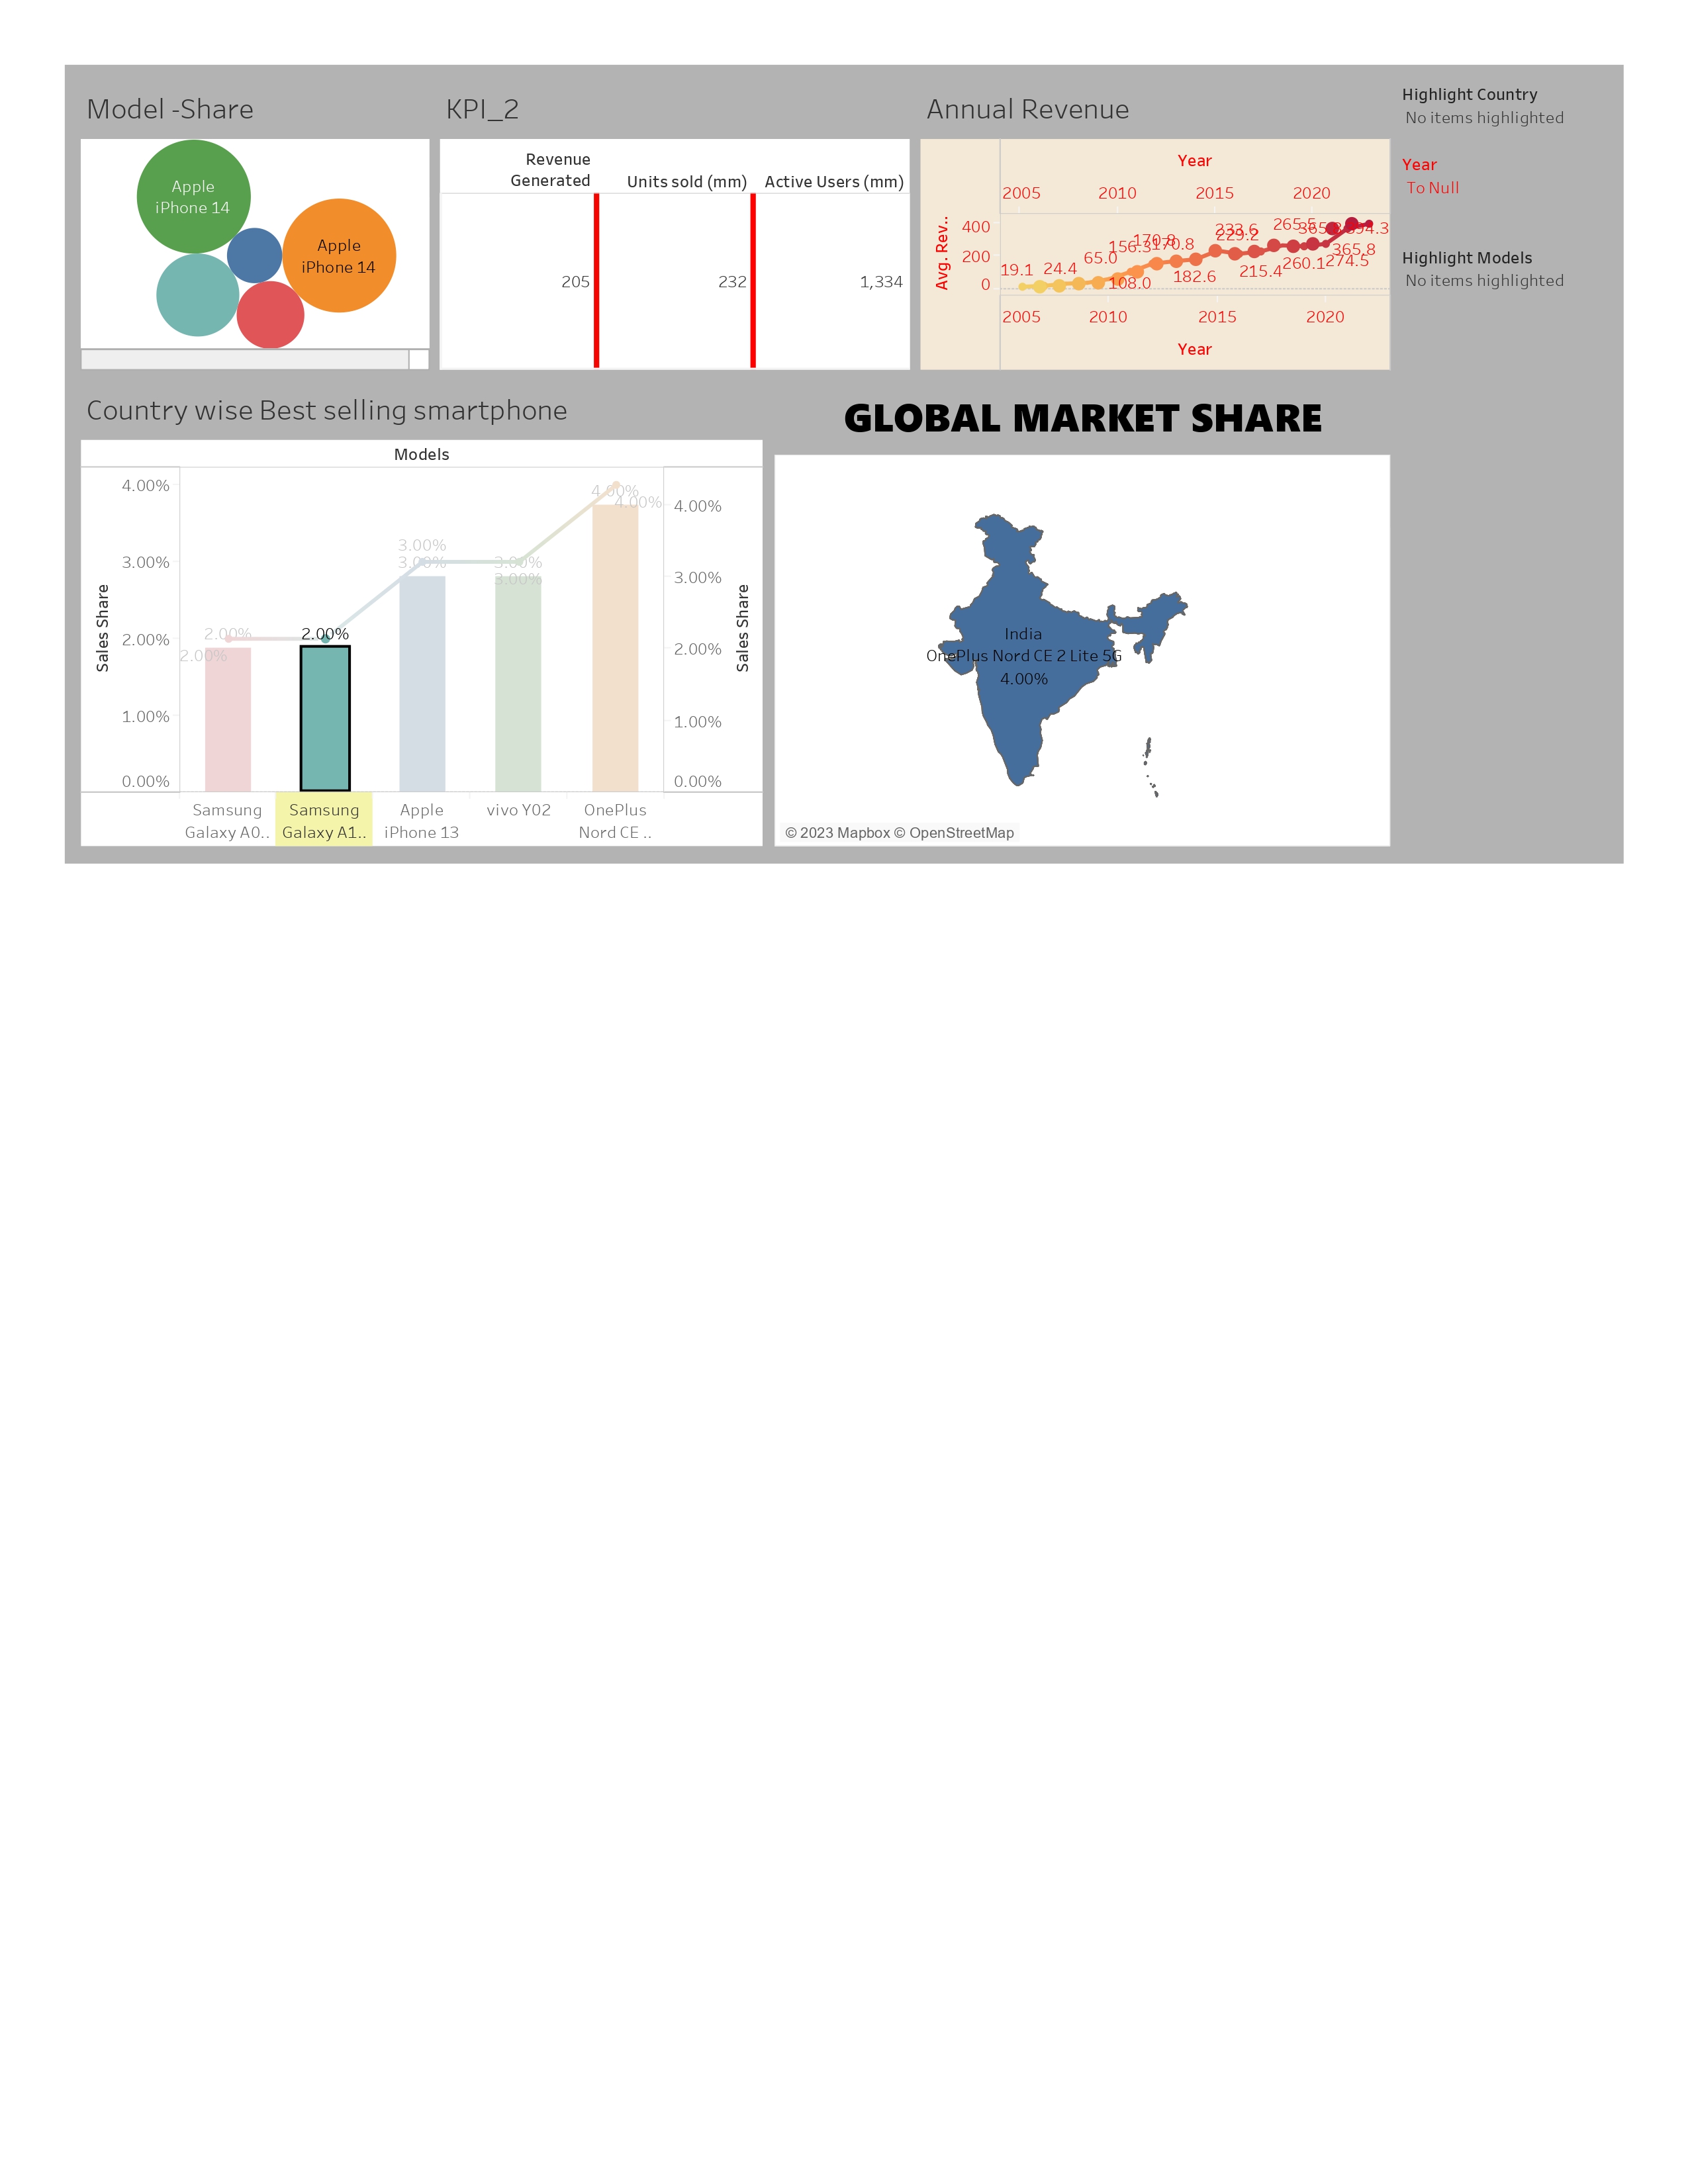 Model -Share
Apple
iPhone 14
Apple
iPhone 14
KPI_2
Revenue
Generated
Units sold (mm)
Active Users (mm)
205
232
1,334
Annual Revenue
Year
2005
2010
2015
2020
Avg. Rev..
400
200
0
19.1
24.4
65.0
108.0
156.3
170.8
170.8
182.6
233.6
229.2
215.4
265.5
260.1
274.5
365.8
394.3
2005
2010
2015
2020
Year
Highlight Country
No items highlighted
Year
To Null
Highlight Models
No items highlighted
Country wise Best selling smartphone
Models
Sales Share
4.00%
3.00%
2.00%
1.00%
0.00%
2.00%
2.00%
2.00%
3.00%
3.00%
3.00%
3.00%
4.00%
4.00%
4.00%
3.00%
2.00%
1.00%
0.00%
Sales Share
Samsung
Galaxy A0..
Samsung
Galaxy A1..
Apple
iPhone 13
vivo Y02
OnePlus
Nord CE ..
GLOBAL MARKET SHARE
India
OnePlus Nord CE 2 Lite 5G
4.00%
© 2023 Mapbox © OpenStreetMap